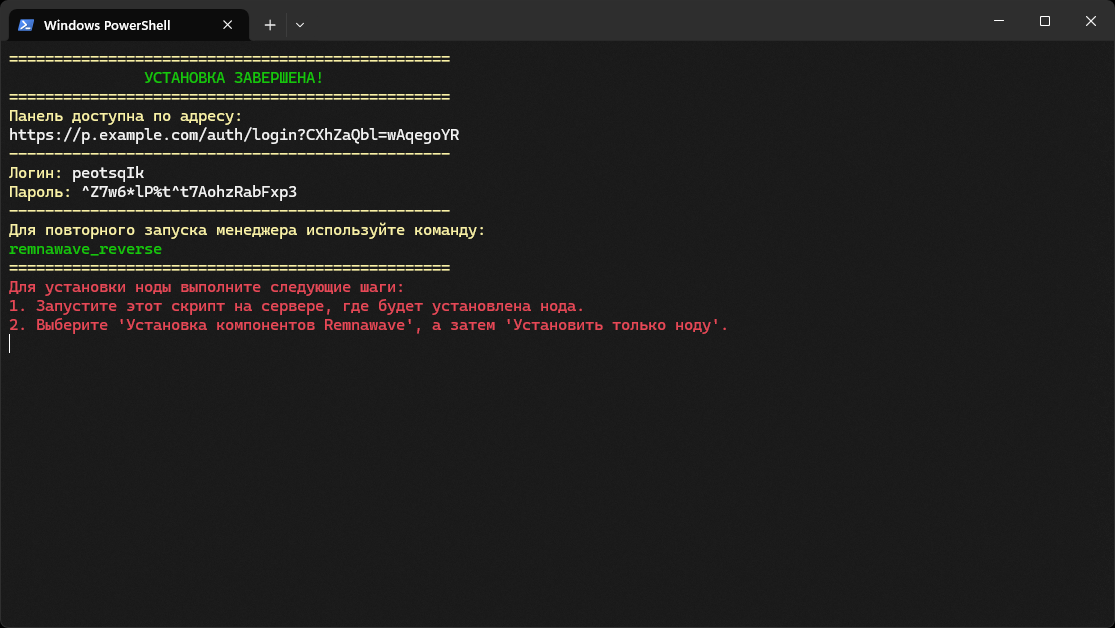 Windows PowerShell
=================================================
УСТАНОВКА ЗАВЕРШЕНА!
=================================================
Панель доступна по адресу:
https://p.example.com/auth/login?CXhZaQbl=wAqegoYR
-------------------------------------------------
Логин: peotsqIk
Пароль: ^Z7w6*lP%t^t7AohzRabFxp3
-------------------------------------------------
Для повторного запуска менеджера используйте команду:
remnawave_reverse
=================================================
Для установки ноды выполните следующие шаги:
1. Запустите этот скрипт на сервере, где будет установлена нода.
2. Выберите 'Установка компонентов Remnawave', а затем 'Установить только ноду'.